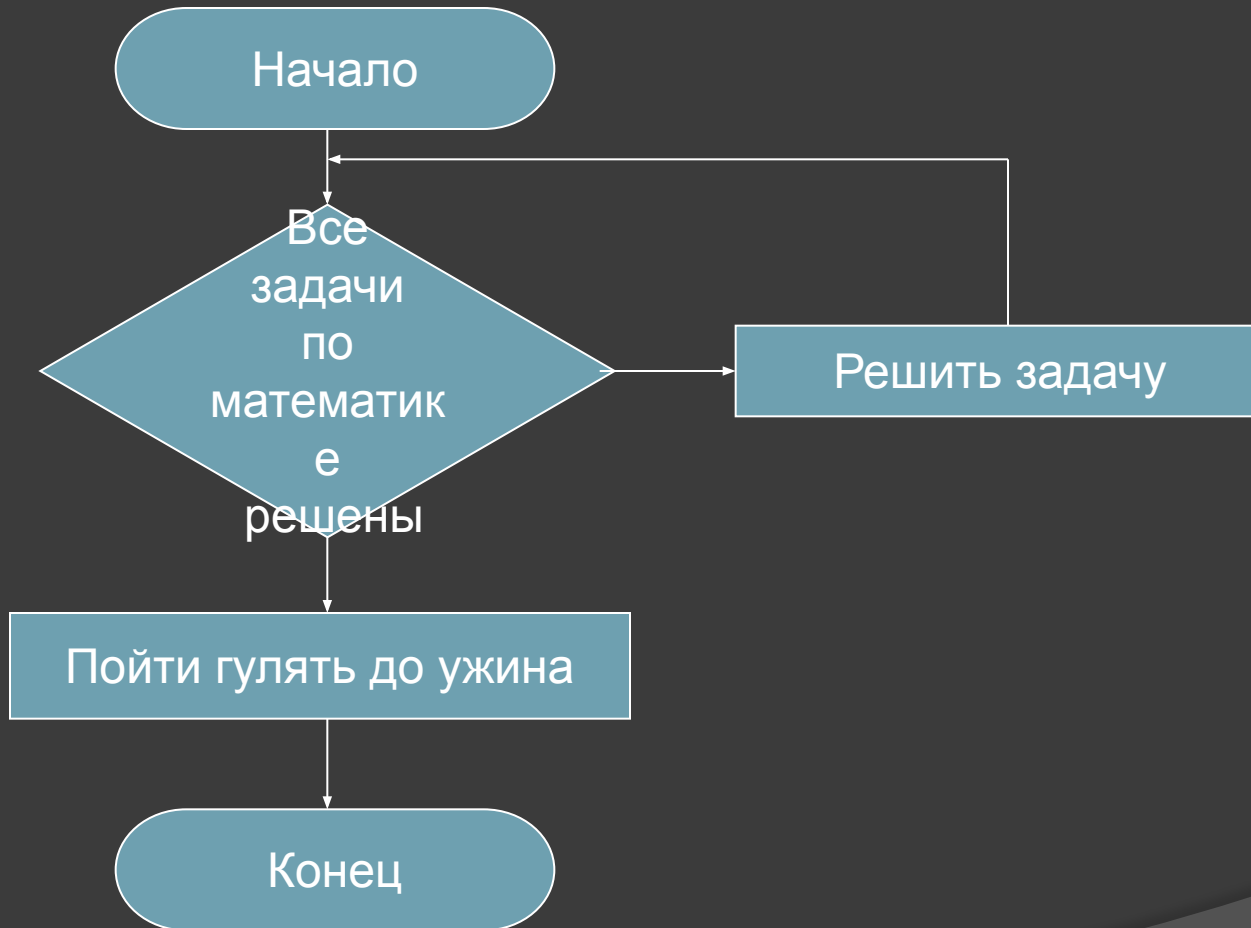 Начало
Все
задачи
по
математик
е
решены
Решить задачу
Пойти гулять до ужина
Конец